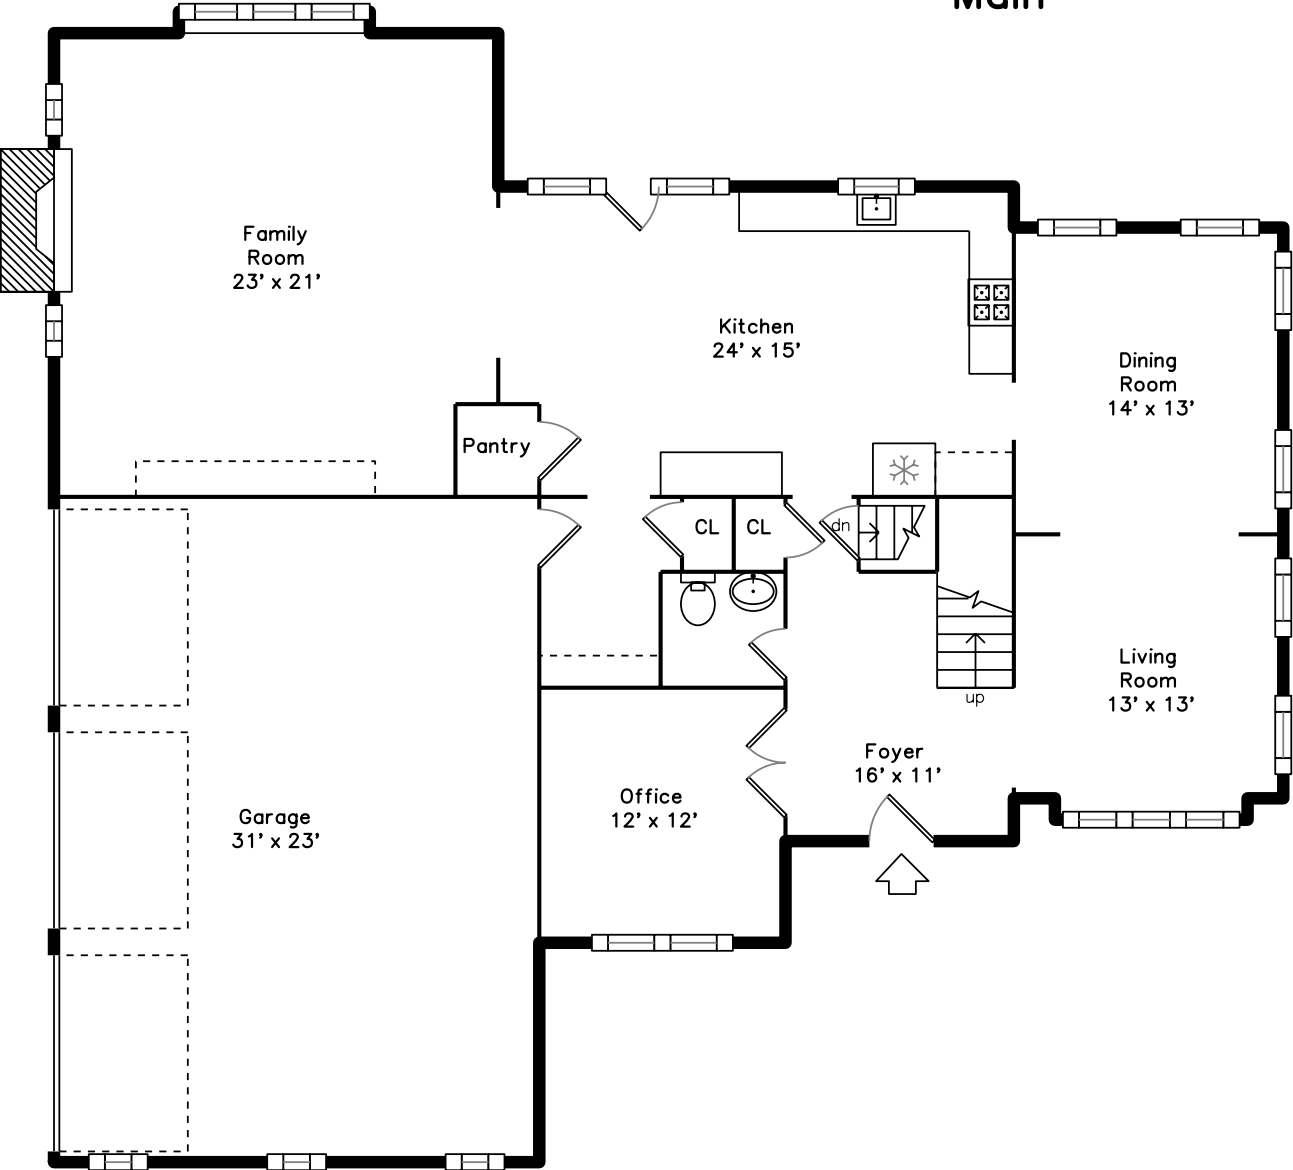 Main
Family
Room
23' x 21'
Kitchen
24' x 15'
Dining
Room
14' x 13'
Pantry
CL
CL
dn
Living
Room
13' x 13'
up
Foyer
16' x 11'
Office
12' x 12'
Garage
31' x 23'